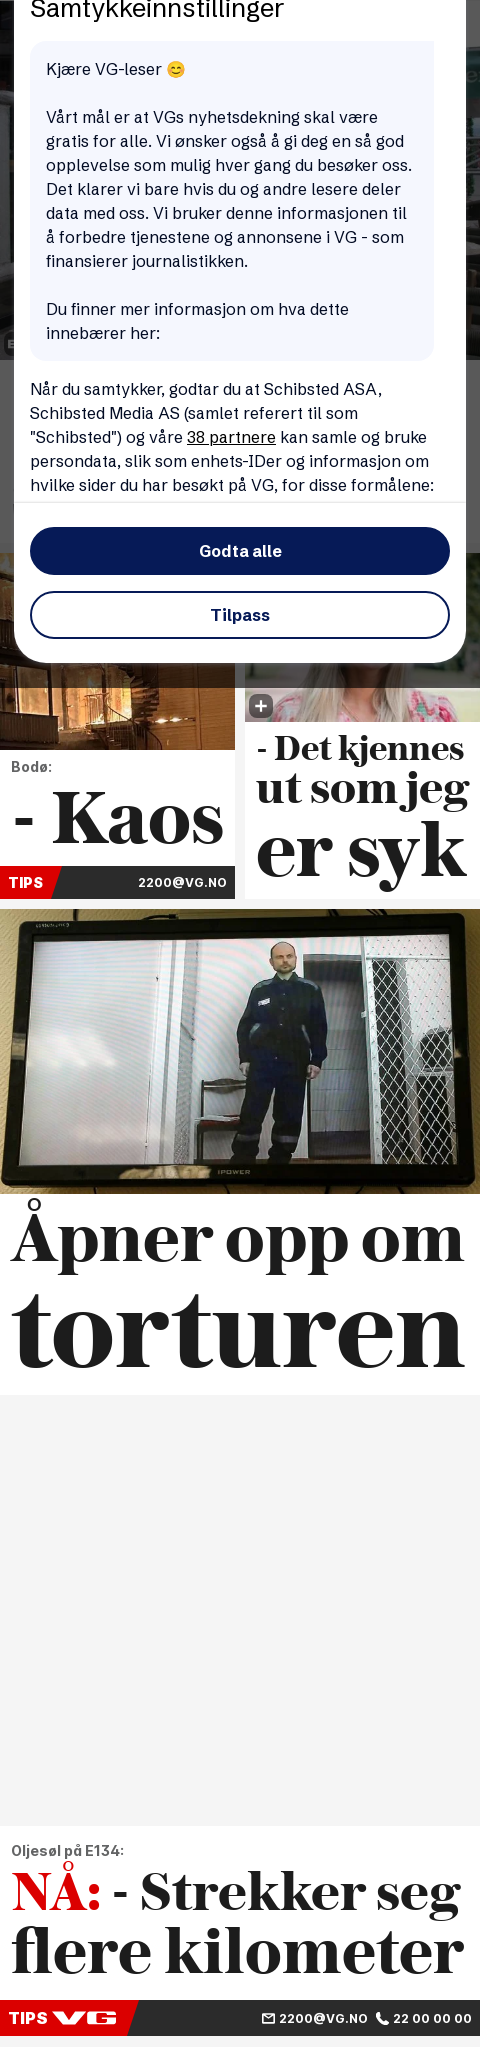 Samtykkeinnstillinger
Kjære VG-leser 😊
Vårt mål er at VGs nyhetsdekning skal være
gratis for alle. Vi ønsker også å gi deg en så god
opplevelse som mulig hver gang du besøker oss.
Det klarer vi bare hvis du og andre lesere deler
data med oss. Vi bruker denne informasjonen til
å forbedre tjenestene og annonsene i VG - som
finansierer journalistikken.
Du finner mer informasjon om hva dette
innebærer her:
Når du samtykker, godtar du at Schibsted ASA,
Schibsted Media AS (samlet referert til som
"Schibsted") og våre 38 partnere kan samle og bruke
persondata, slik som enhets-IDer og informasjon om
hvilke sider du har besøkt på VG, for disse formålene:
Godta alle
Tilpass
Bodø:
- Kaos
TIPS 2200@VG.NO
- Det kjennes
ut som jeg
er syk
IPOWER
Åpner opp om
torturen
Oljesøl på E134:
NÅ: - Strekker seg
flere kilometer
TIPS VG 2200@VG.NO 22 00 00 00